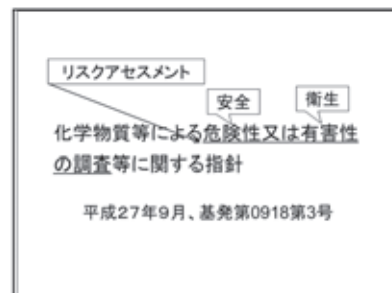 リスクアセスメント
安全
衛生
化学物質等による危険性又は有害性
の調査等に関する指針
平成27年9月、基発第0918第3号